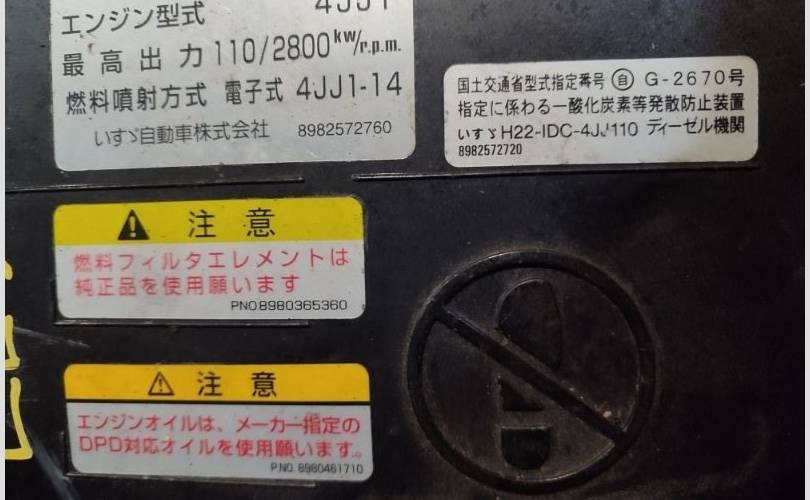 エンジン型式 4JJ1
最高出力 110/2800kw/r.p.m.
燃料噴射方式 電子式 4JJ1-14
いすゞ自動車株式会社 8982572760
国土交通省型式指定番号 自 G-2670号
指定に係わる一酸化炭素等発散防止装置
いすゞ H22-IDC-4JJ110 ディーゼル機関
8982572720
注意
燃料フィルタエレメントは
純正品を使用願います
PNO8980365360
注意
エンジンオイルは、メーカー指定の
DPD対応オイルを使用願います。
P.NO. 8980461710